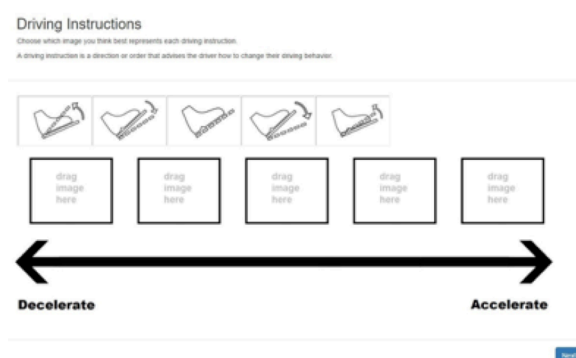 Driving Instructions
Choose which image you think best represents each driving instruction.
A driving instruction is a direction or order that advises the driver how to change their driving behavior.
drag image here
drag image here
drag image here
drag image here
drag image here
Decelerate Accelerate
Next